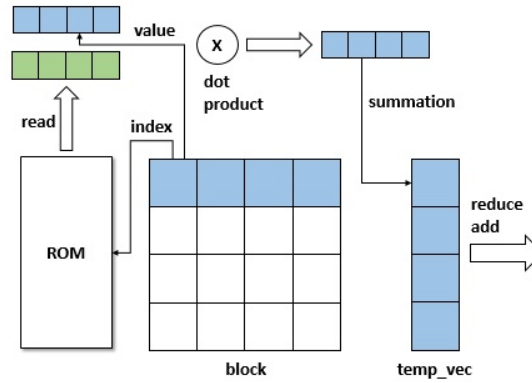 value
X
dot
product
summation
read
index
ROM
reduce
add
block
temp_vec